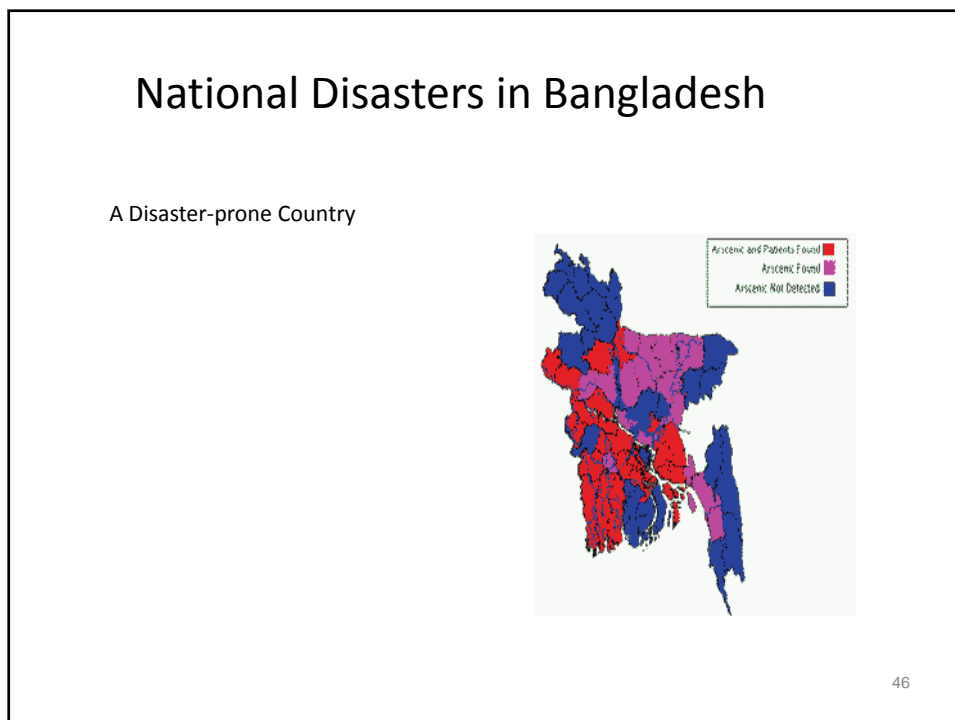 National Disasters in Bangladesh
A Disaster-prone Country
Arscenic and Patients Found
Arscenic Found
Arscenic Not Detected
46